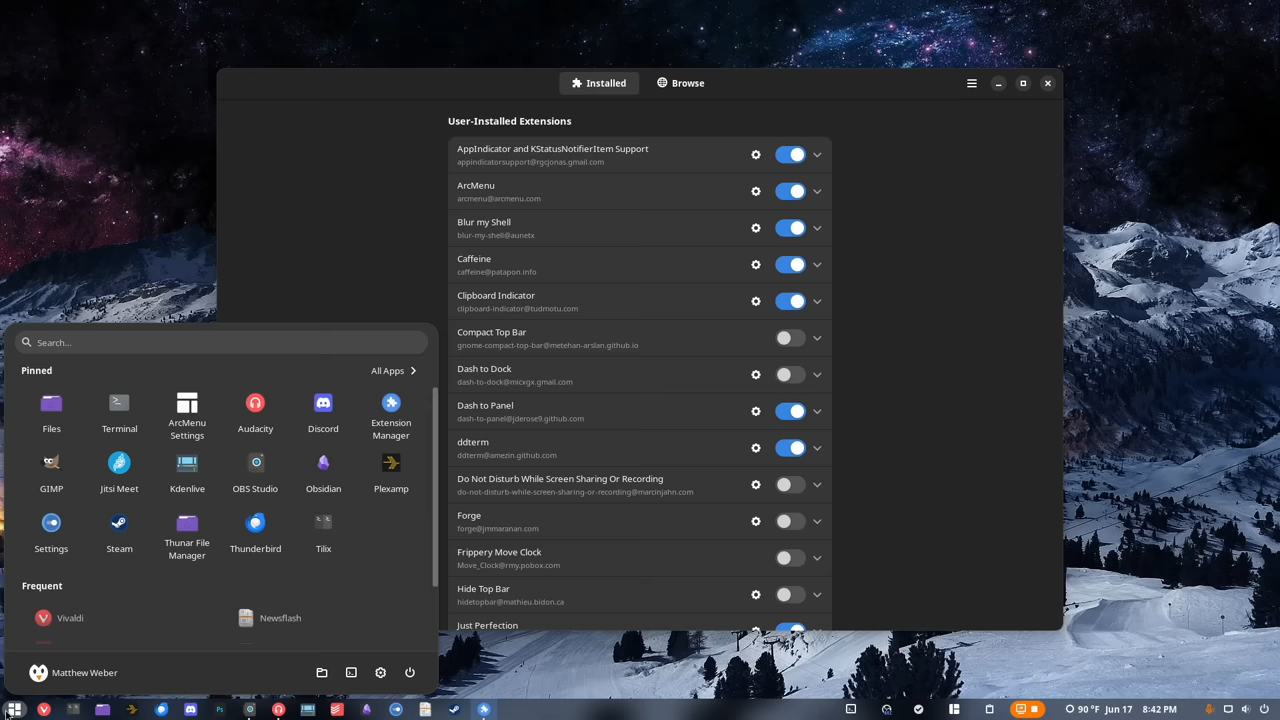 Installed
Browse
User-Installed Extensions
AppIndicator and KStatusNotifierItem Support
appindicatorsupport@rgcjonas.gmail.com
ArcMenu
arcmenu@arcmenu.com
Blur my Shell
blur-my-shell@aunetx
Caffeine
caffeine@patapon.info
Clipboard Indicator
clipboard-indicator@tudmotu.com
Compact Top Bar
gnome-compact-top-bar@metehan-arslan.github.io
Dash to Dock
dash-to-dock@micxgx.gmail.com
Dash to Panel
dash-to-panel@jderose9.github.com
ddterm
ddterm@amezin.github.com
Do Not Disturb While Screen Sharing Or Recording
do-not-disturb-while-screen-sharing-or-recording@marcinjahn.com
Forge
forge@jmmaranan.com
Frippery Move Clock
Move_Clock@rmy.pobox.com
Hide Top Bar
hidetopbar@mathieu.bidon.ca
Just Perfection
Search...
Pinned
All Apps
Files
Terminal
ArcMenu
Settings
Audacity
Discord
Extension
Manager
GIMP
Jitsi Meet
Kdenlive
OBS Studio
Obsidian
Plexamp
Settings
Steam
Thunar File
Manager
Thunderbird
Tilix
Frequent
Vivaldi
Newsflash
Matthew Weber
Ps
90 °F
Jun 17
8:42 PM